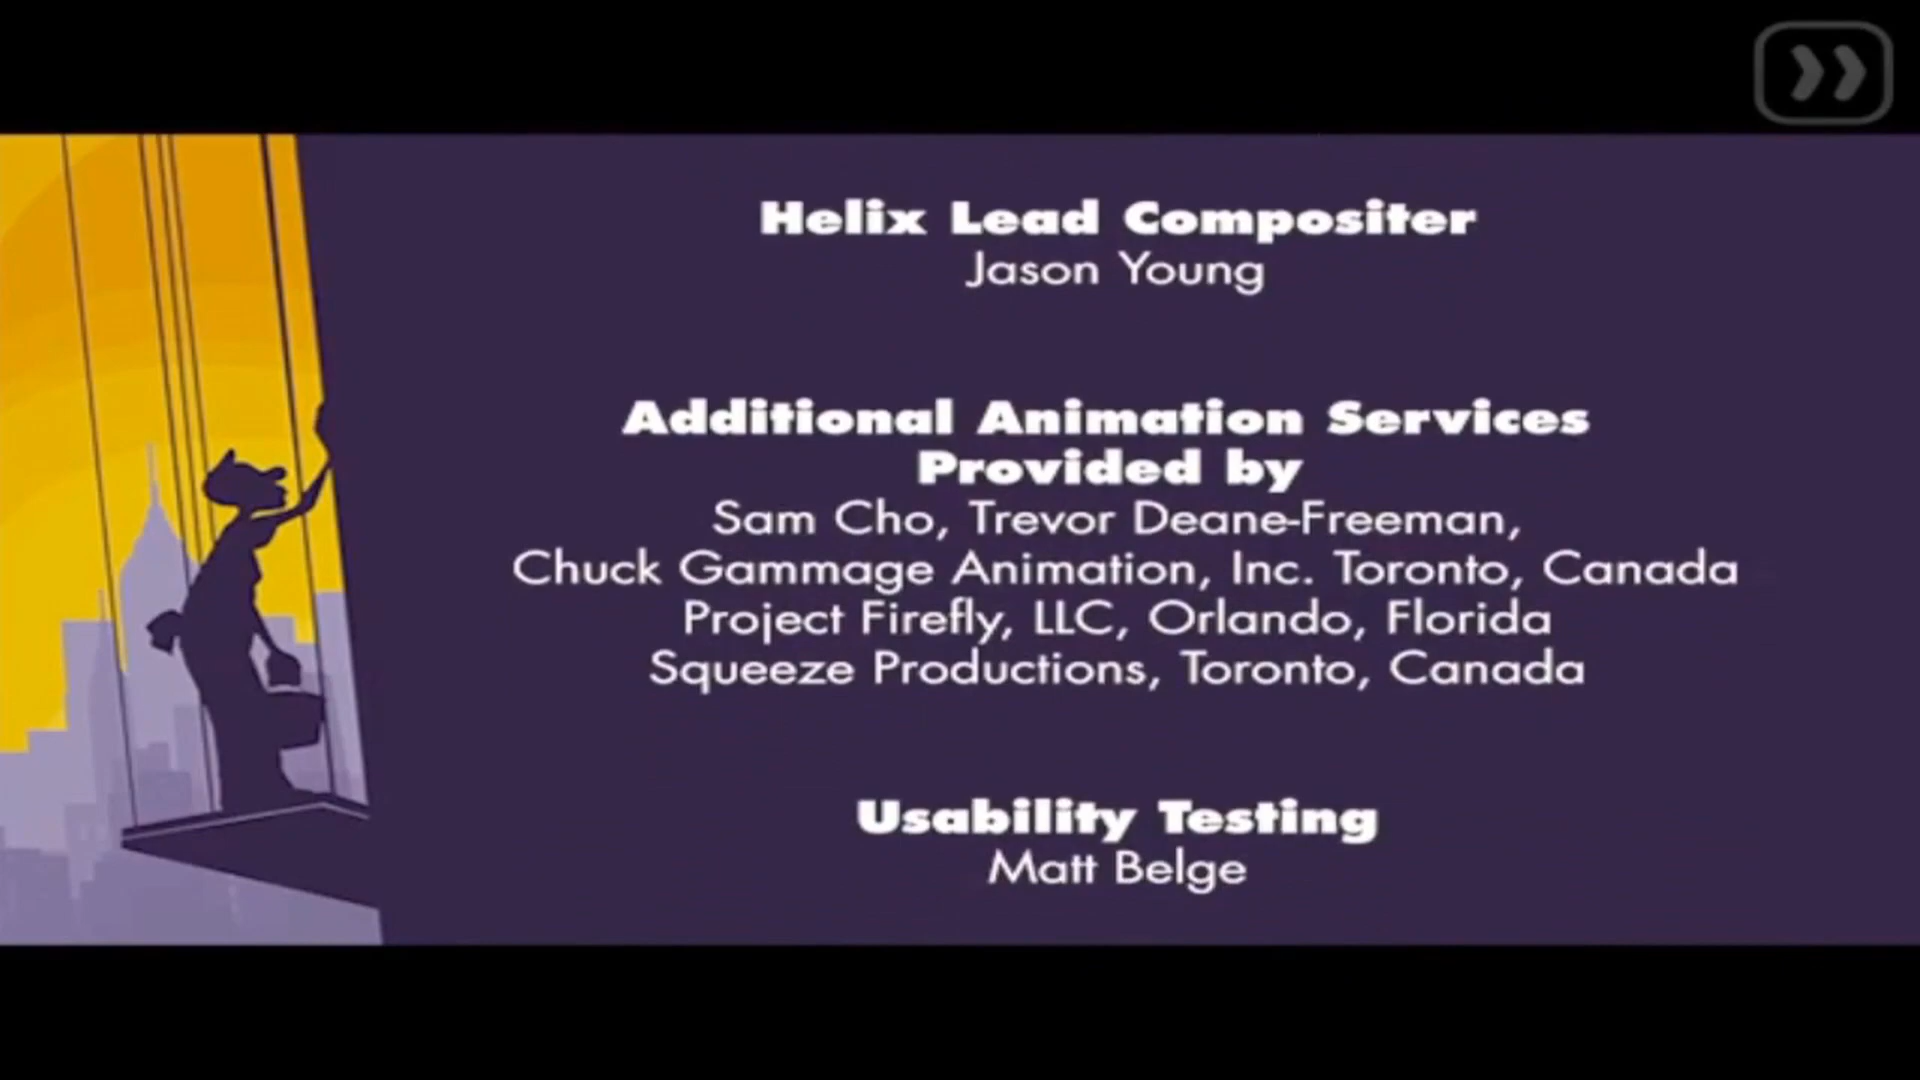 Helix Lead Compositer
Jason Young
Additional Animation Services
Provided by
Sam Cho, Trevor Deane-Freeman,
Chuck Gammage Animation, Inc. Toronto, Canada
Project Firefly, LLC, Orlando, Florida
Squeeze Productions, Toronto, Canada
Usability Testing
Matt Belge